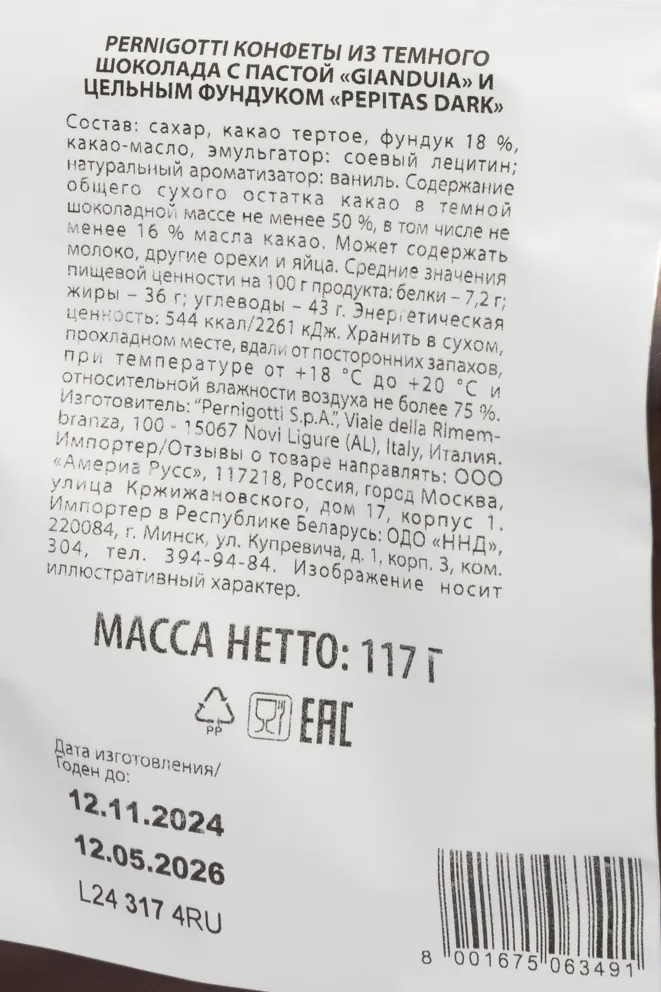 PERNIGOTTI КОНФЕТЫ ИЗ ТЕМНОГО
ШОКОЛАДА С ПАСТОЙ «GIANDUIA» И
ЦЕЛЬНЫМ ФУНДУКОМ «PEPITAS DARK»
Состав: сахар, какао тертое, фундук 18 %,
какао-масло, эмульгатор: соевый лецитин;
натуральный ароматизатор: ваниль. Содержание
общего сухого остатка какао в темной
шоколадной массе не менее 50 %, в том числе не
менее 16 % масла какао. Может содержать
молоко, другие орехи и яйца. Средние значения
пищевой ценности на 100 г продукта: белки – 7,2 г;
жиры – 36 г; углеводы – 43 г. Энергетическая
ценность: 544 ккал/2261 кДж. Хранить в сухом,
прохладном месте, вдали от посторонних запахов,
при температуре от +18 °С до +20 °С и
относительной влажности воздуха не более 75 %.
Изготовитель: "Pernigotti S.p.A.", Viale della Rimem-
branza, 100 - 15067 Novi Ligure (AL), Italy, Италия.
Импортер/Отзывы о товаре направлять: ООО
«Америа Русс», 117218, Россия, город Москва,
улица Кржижановского, дом 17, корпус 1.
Импортер в Республике Беларусь: ОДО «ННД»,
220084, г. Минск, ул. Купревича, д. 1, корп. 3, ком.
304, тел. 394-94-84. Изображение носит
иллюстративный характер.
МАССА НЕТТО: 117 Г
PP
EAC
Дата изготовления/
Годен до:
12.11.2024
12.05.2026
L24 317 4RU
8 001675 063491